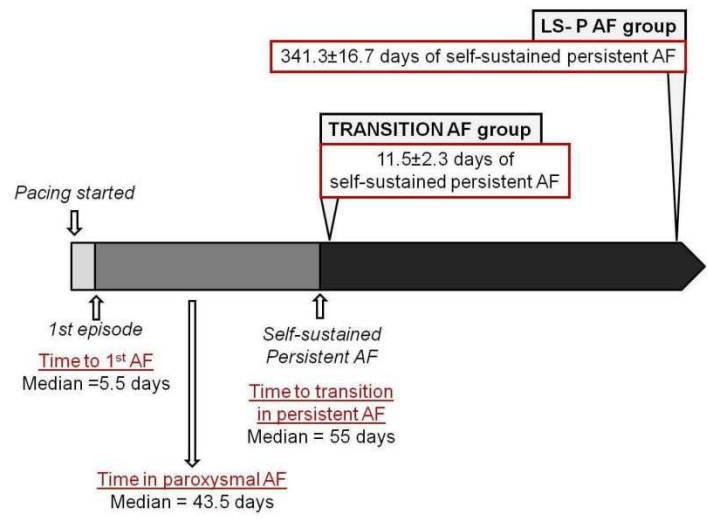 LS- P AF group
341.3±16.7 days of self-sustained persistent AF
TRANSITION AF group
11.5±2.3 days of
self-sustained persistent AF
Pacing started
1st episode
Time to 1st AF
Median =5.5 days
Self-sustained
Persistent AF
Time to transition
in persistent AF
Median = 55 days
Time in paroxysmal AF
Median = 43.5 days